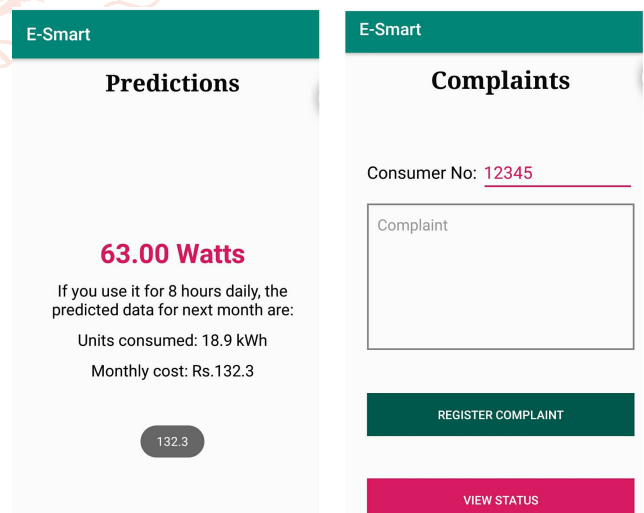 E-Smart
Predictions
63.00 Watts
If you use it for 8 hours daily, the
predicted data for next month are:
Units consumed: 18.9 kWh
Monthly cost: Rs.132.3
132.3
E-Smart
Complaints
Consumer No: 12345
Complaint
REGISTER COMPLAINT
VIEW STATUS